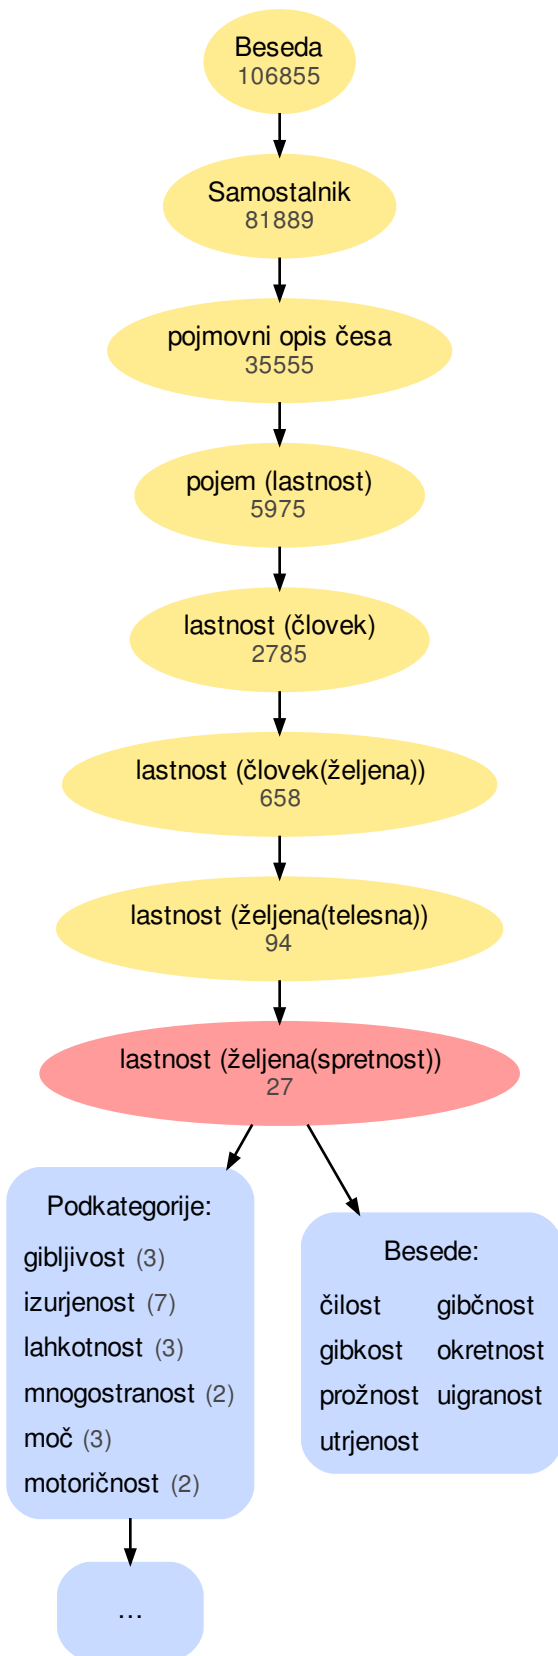 Beseda
106855
Samostalnik
81889
pojmovni opis česa
35555
pojem (lastnost)
5975
lastnost (človek)
2785
lastnost (človek(željena))
658
lastnost (željena(telesna))
94
lastnost (željena(spretnost))
27
Podkategorije:
gibljivost (3)
izurjenost (7)
lahkotnost (3)
mnogostranost (2)
moč (3)
motoričnost (2)
...
Besede:
čilost gibčnost
gibkost okretnost
prožnost uigranost
utrjenost